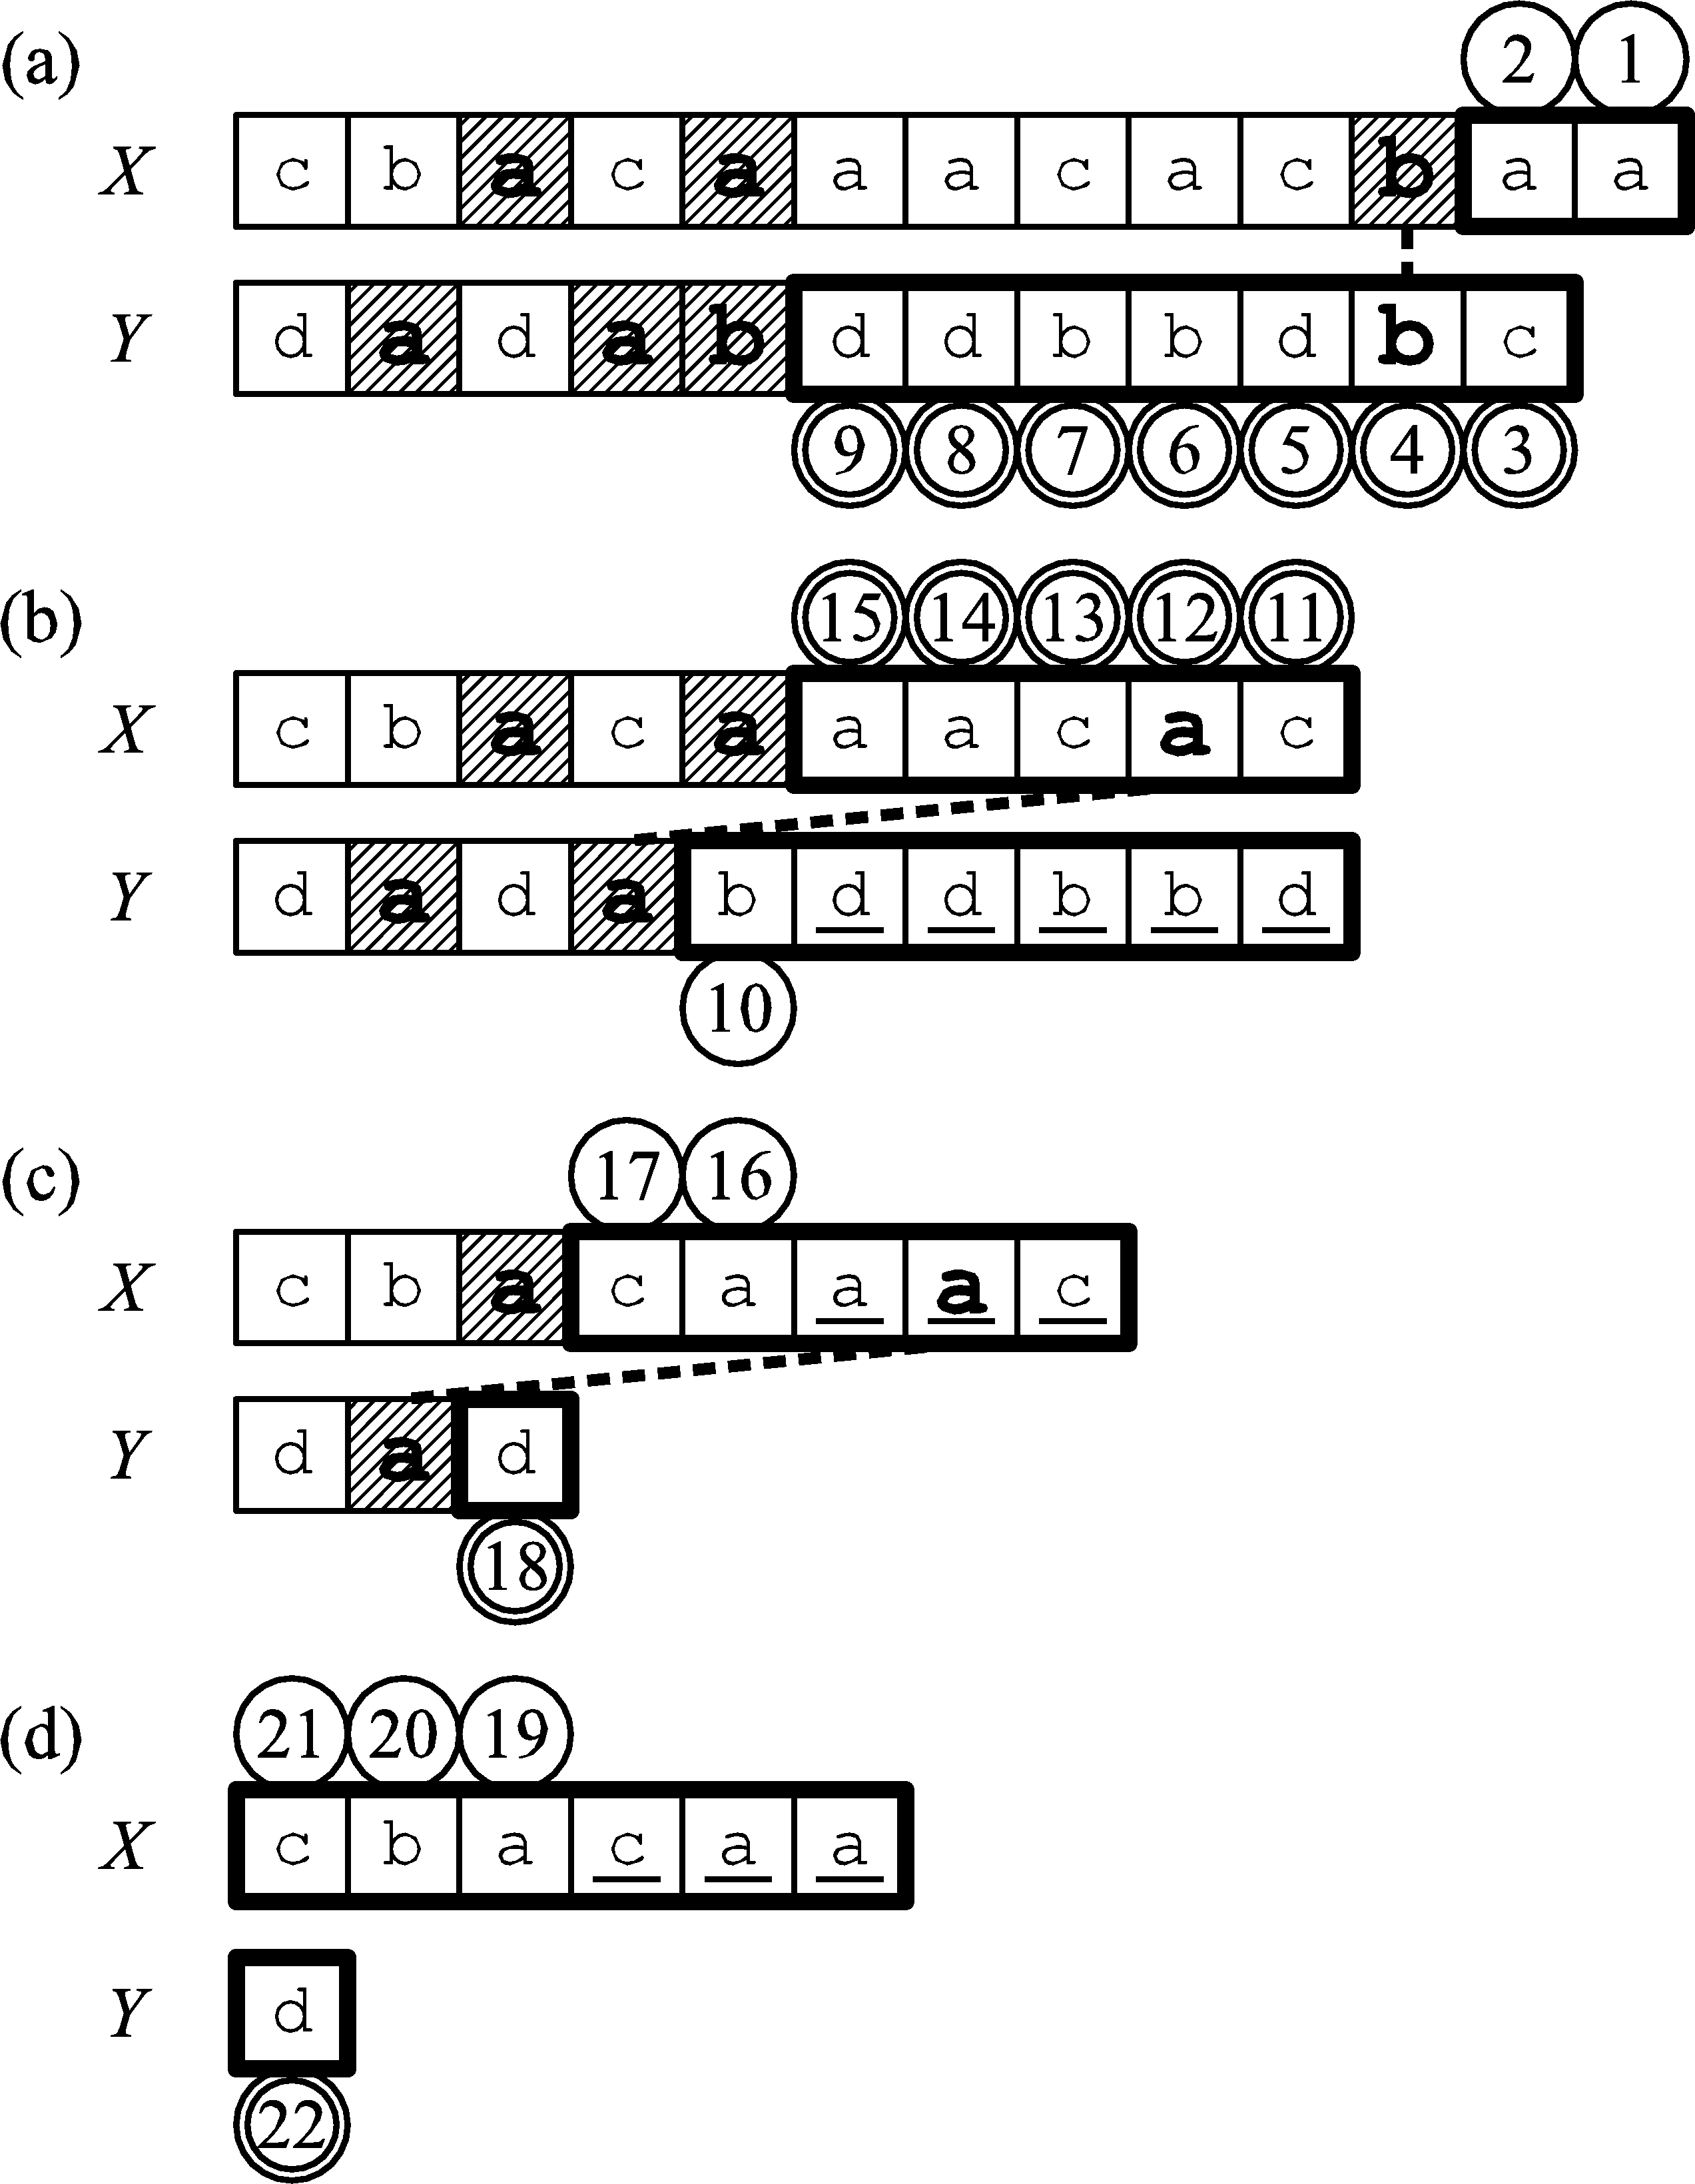 (a) 2 1
X c b a c a a a c a c b a a
Y d a d a b d d b b d b c
9 8 7 6 5 4 3
(b) 15 14 13 12 11
X c b a c a a a c a c
Y d a d a b d d b b d
10
(c) 17 16
X c b a c a a a c
Y d a d
18
(d) 21 20 19
X c b a c a a
Y d
22